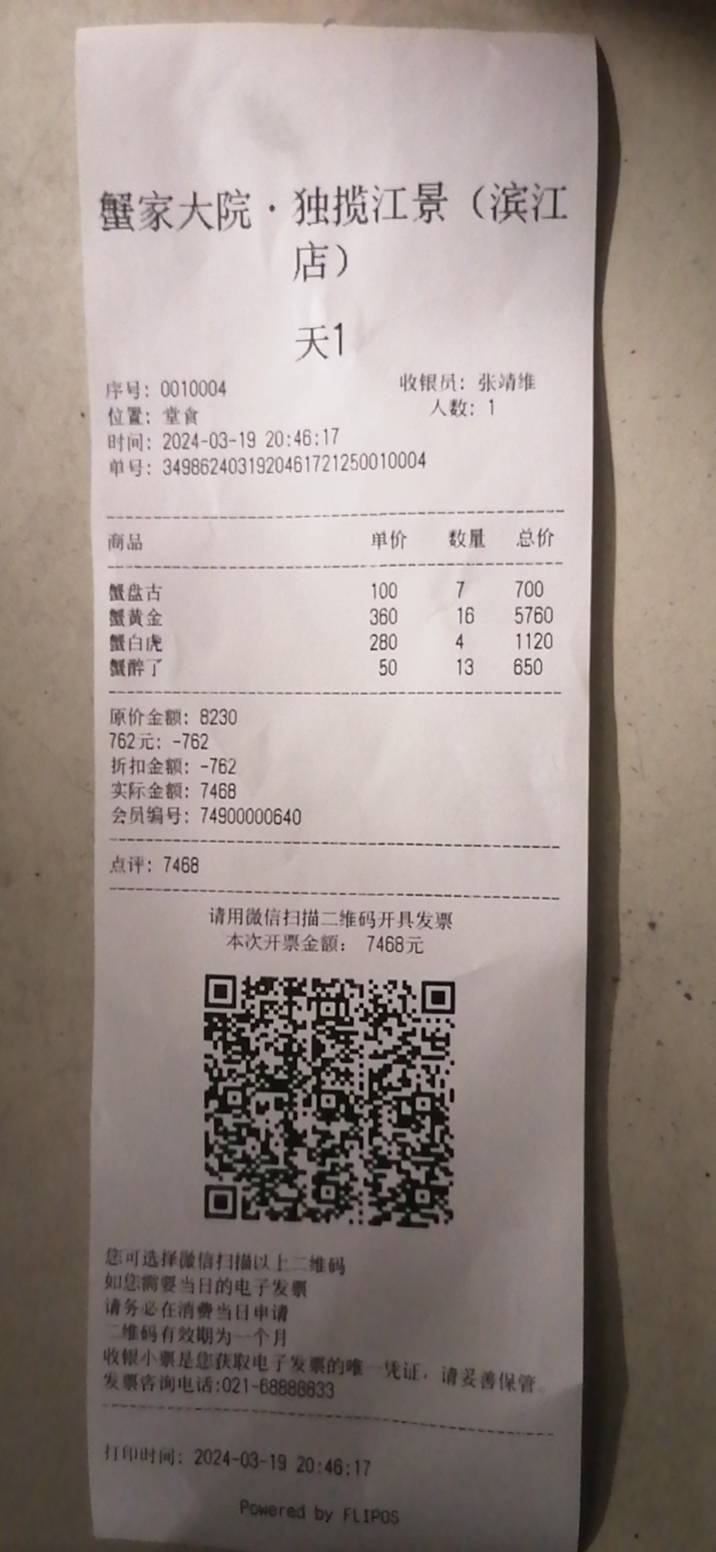 蟹家大院·独揽江景（滨江
店）
天1
序号: 0010004 收银员: 张靖维
位置: 堂食 人数: 1
时间: 2024-03-19 20:46:17
单号: 3498624031920461721250010004
商品 单价 数量 总价
蟹盘古 100 7 700
蟹黄金 360 16 5760
蟹白虎 280 4 1120
蟹醉了 50 13 650
原价金额: 8230
762元: -762
折扣金额: -762
实际金额: 7468
会员编号: 74900000640
点评: 7468
请用微信扫描二维码开具发票
本次开票金额: 7468元
您可选择微信扫描以上二维码
如您需要当日的电子发票
请务必在消费当日申请
二维码有效期为一个月
收银小票是您获取电子发票的唯一凭证，请妥善保管。
发票咨询电话:021-68888833
打印时间: 2024-03-19 20:46:17
Powered by FLIPOS